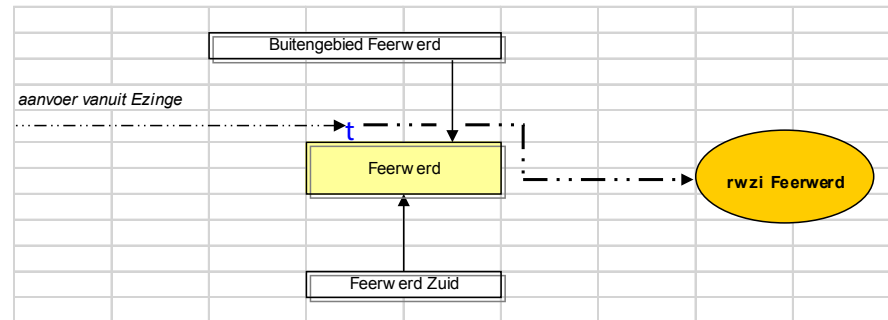 Buitengebied Feerwerd
aanvoer vanuit Ezinge
t
Feerwerd
rwzi Feerwerd
Feerwerd Zuid